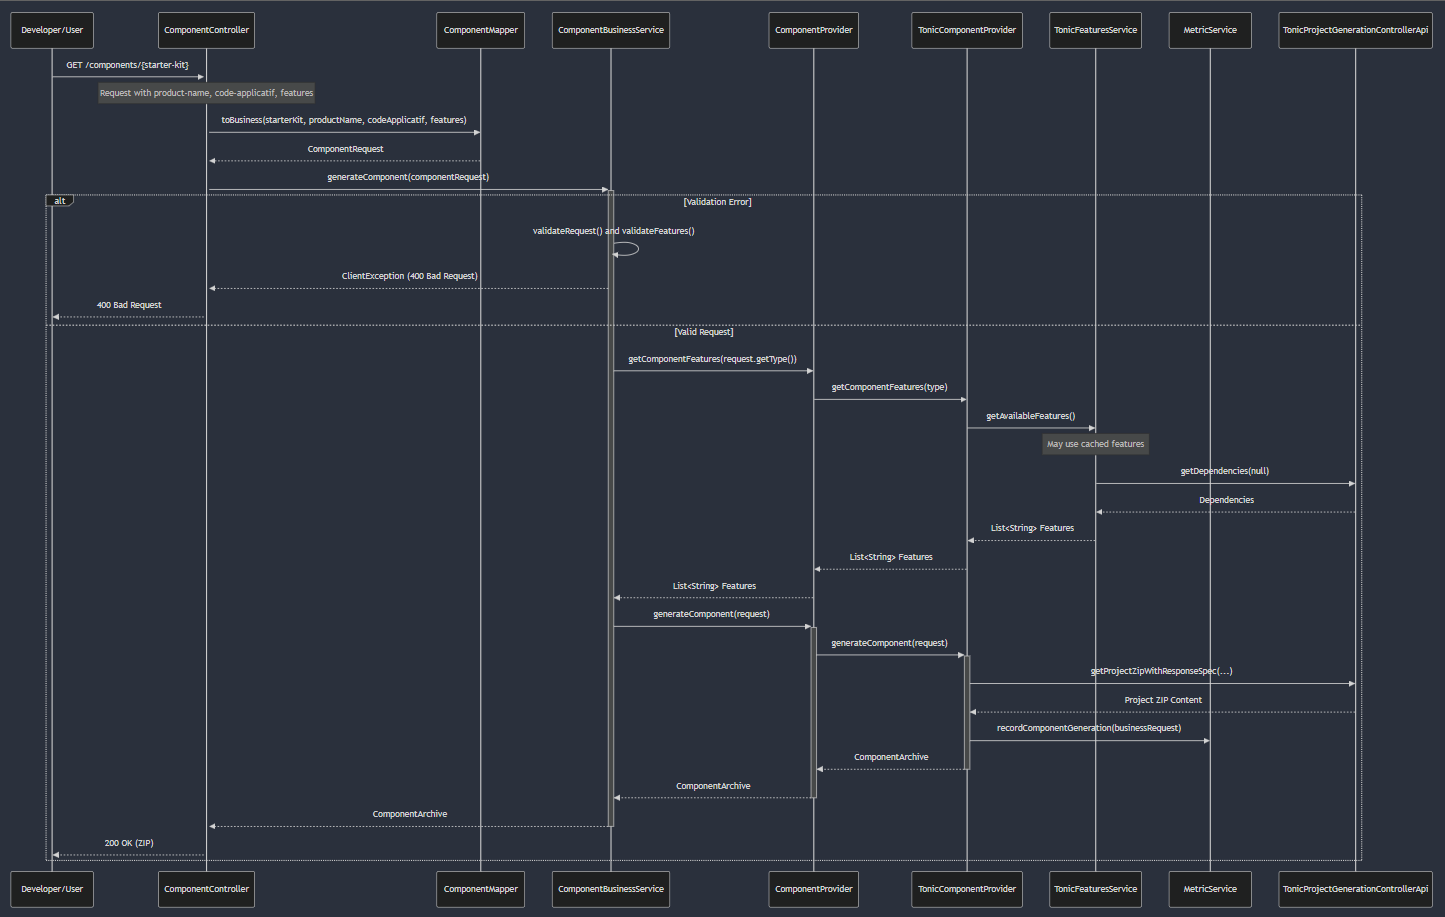 Developer/User
ComponentController
ComponentMapper
ComponentBusinessService
ComponentProvider
TonicComponentProvider
TonicFeaturesService
MetricService
TonicProjectGenerationControllerApi
GET /components/{starter-kit}
Request with product-name, code-applicatif, features
toBusiness(starterKit, productName, codeApplicatif, features)
ComponentRequest
generateComponent(componentRequest)
alt
[Validation Error]
validateRequest() and validateFeatures()
ClientException (400 Bad Request)
400 Bad Request
[Valid Request]
getComponentFeatures(request.getType())
getComponentFeatures(type)
getAvailableFeatures()
May use cached features
getDependencies(null)
Dependencies
List<String> Features
List<String> Features
List<String> Features
generateComponent(request)
generateComponent(request)
getProjectZipWithResponseSpec(...)
Project ZIP Content
recordComponentGeneration(businessRequest)
ComponentArchive
ComponentArchive
ComponentArchive
200 OK (ZIP)
Developer/User
ComponentController
ComponentMapper
ComponentBusinessService
ComponentProvider
TonicComponentProvider
TonicFeaturesService
MetricService
TonicProjectGenerationControllerApi